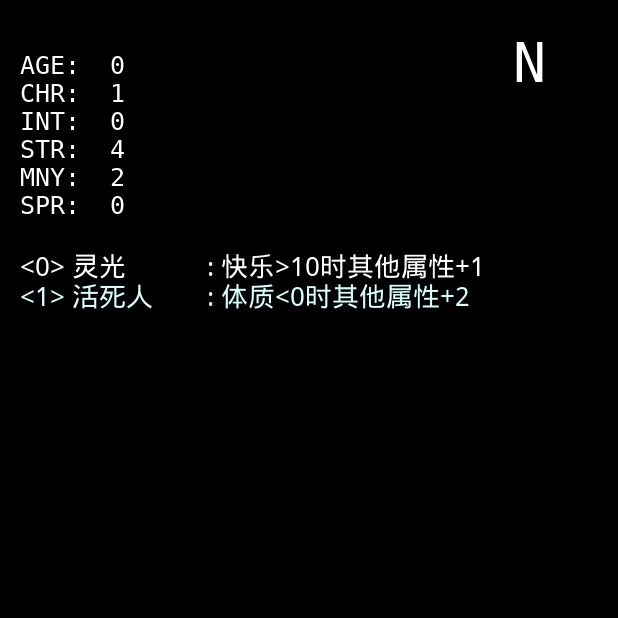 N
AGE: 0
CHR: 1
INT: 0
STR: 4
MNY: 2
SPR: 0
<0> 灵光 : 快乐>10时其他属性+1
<1> 活死人 : 体质<0时其他属性+2